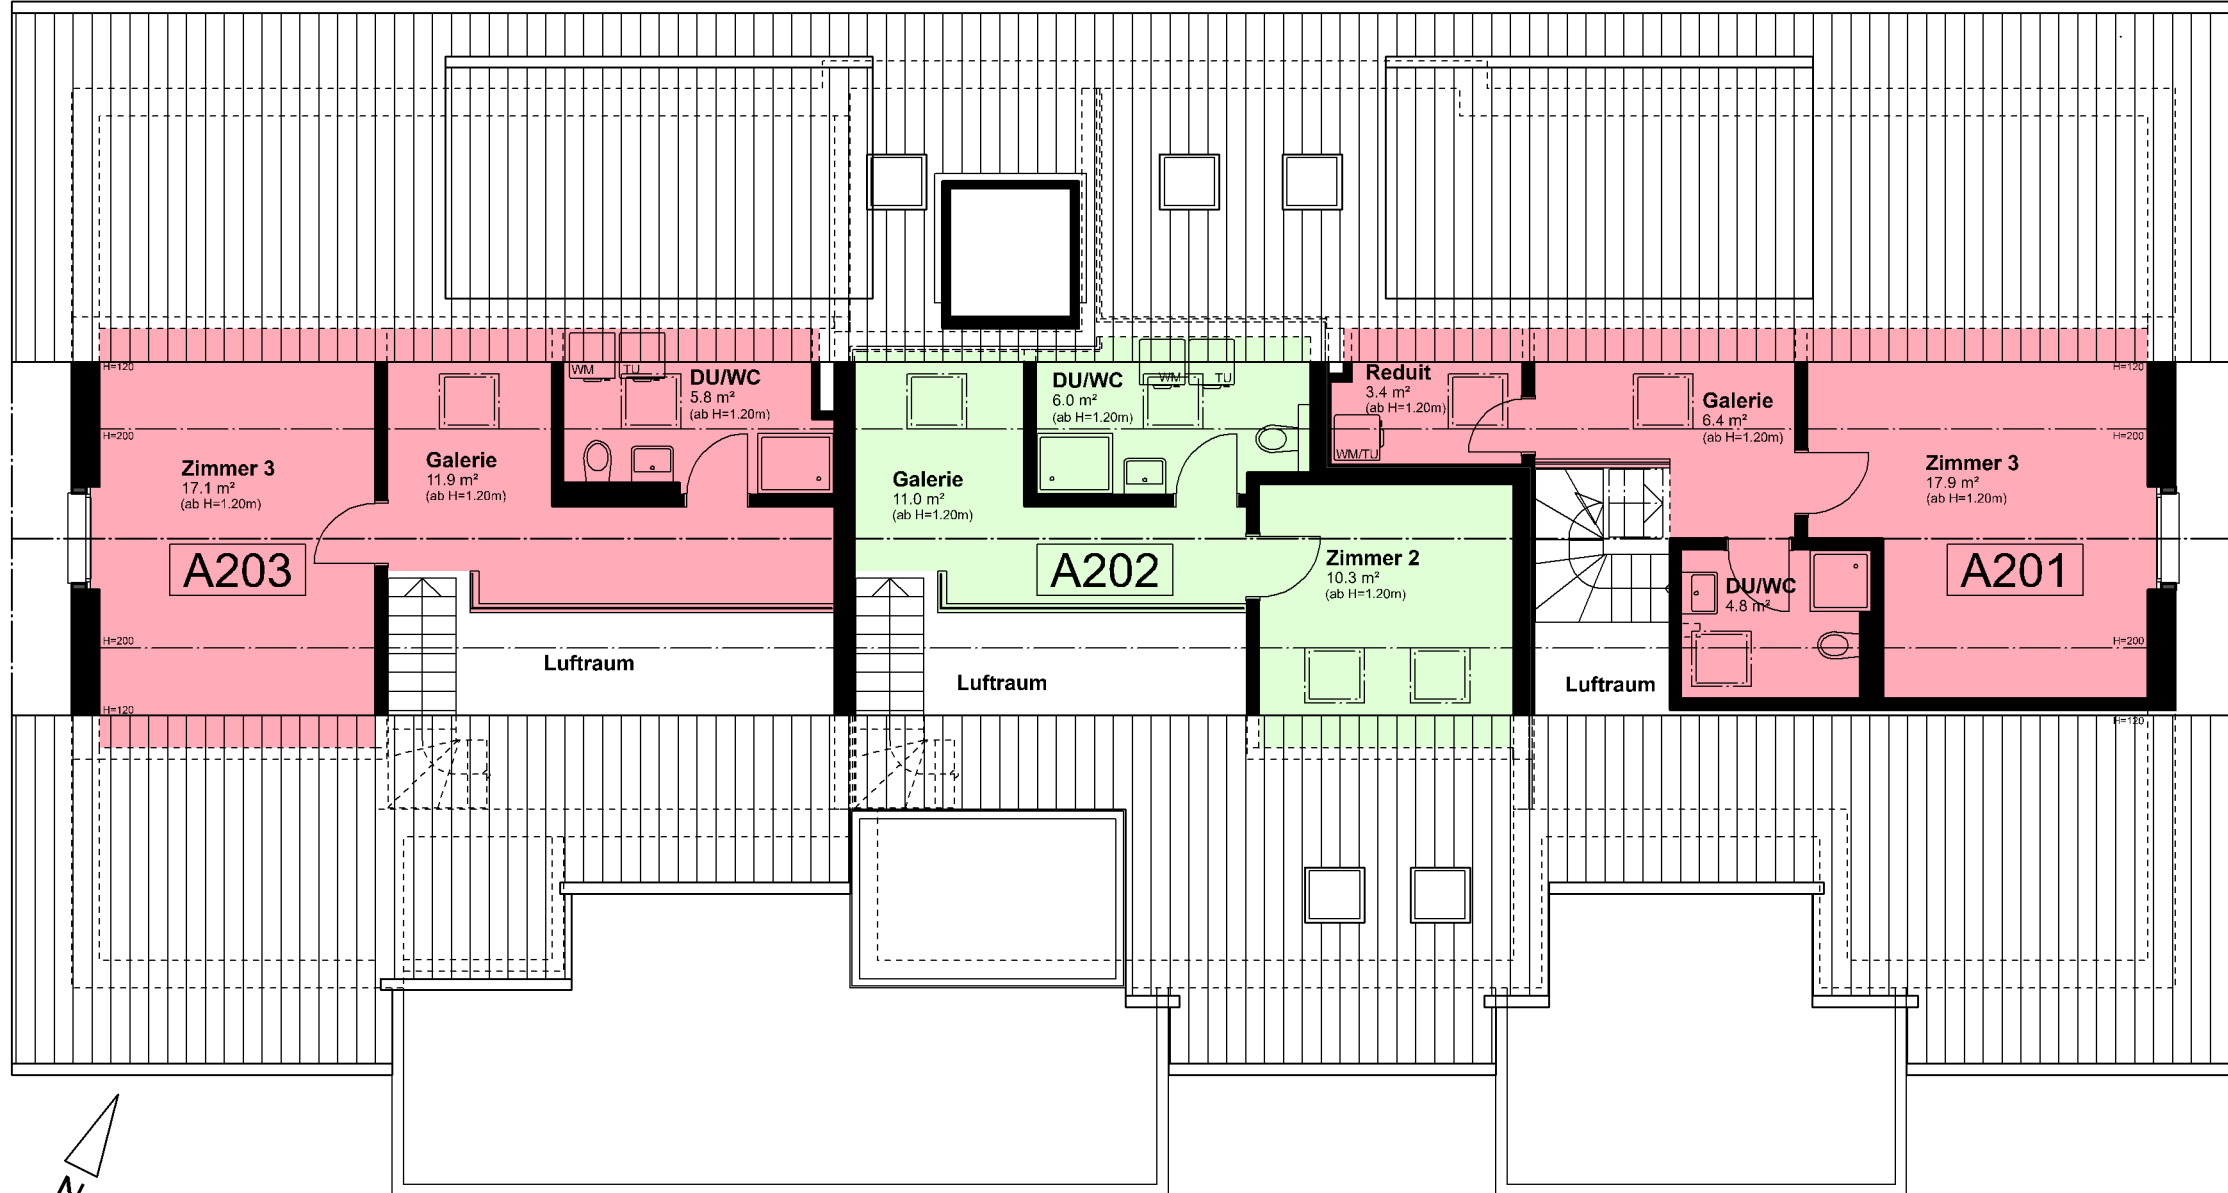 H=120
H=200
Zimmer 3
17.1 m²
(ab H=1.20m)
A203
H=200
H=120
Galerie
11.9 m²
(ab H=1.20m)
WM
TU
DU/WC
5.8 m²
(ab H=1.20m)
Luftraum
Galerie
11.0 m²
(ab H=1.20m)
DU/WC
6.0 m²
(ab H=1.20m)
WM
TU
A202
Luftraum
Zimmer 2
10.3 m²
(ab H=1.20m)
Reduit
3.4 m²
(ab H=1.20m)
WM/TU
Galerie
6.4 m²
(ab H=1.20m)
DU/WC
4.8 m²
Luftraum
H=120
H=200
Zimmer 3
17.9 m²
(ab H=1.20m)
A201
H=200
H=120
N